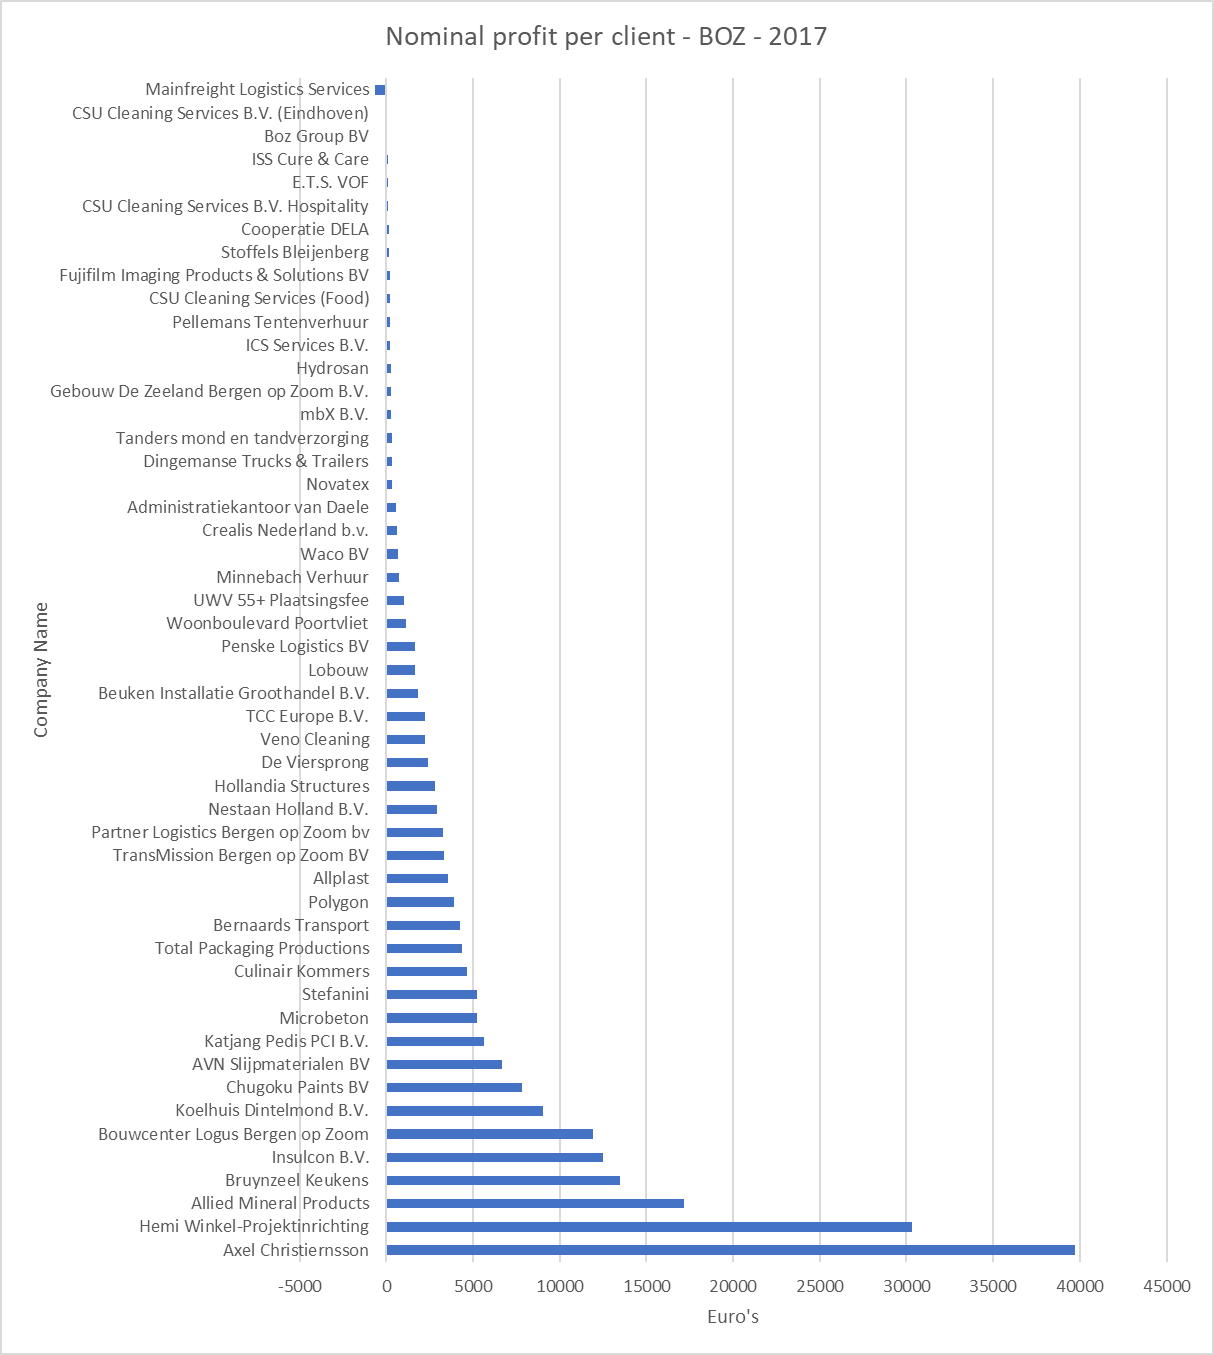 Nominal profit per client - BOZ - 2017
Mainfreight Logistics Services
CSU Cleaning Services B.V. (Eindhoven)
Boz Group BV
ISS Cure & Care
E.T.S. VOF
CSU Cleaning Services B.V. Hospitality
Cooperatie DELA
Stoffels Bleijenberg
Fujifilm Imaging Products & Solutions BV
CSU Cleaning Services (Food)
Pellemans Tentenverhuur
ICS Services B.V.
Hydrosan
Gebouw De Zeeland Bergen op Zoom B.V.
mbX B.V.
Tanders mond en tandverzorging
Dingemanse Trucks & Trailers
Novatex
Administratiekantoor van Daele
Crealis Nederland b.v.
Waco BV
Minnebach Verhuur
UWV 55+ Plaatsingsfee
Woonboulevard Poortvliet
Penske Logistics BV
Lobouw
Beuken Installatie Groothandel B.V.
TCC Europe B.V.
Veno Cleaning
De Viersprong
Hollandia Structures
Nestaan Holland B.V.
Partner Logistics Bergen op Zoom bv
TransMission Bergen op Zoom BV
Allplast
Polygon
Bernaards Transport
Total Packaging Productions
Culinair Kommers
Stefanini
Microbeton
Katjang Pedis PCI B.V.
AVN Slijpmaterialen BV
Chugoku Paints BV
Koelhuis Dintelmond B.V.
Bouwcenter Logus Bergen op Zoom
Insulcon B.V.
Bruynzeel Keukens
Allied Mineral Products
Hemi Winkel-Projektinrichting
Axel Christiernsson
Company Name
-5000 0 5000 10000 15000 20000 25000 30000 35000 40000 45000
Euro's